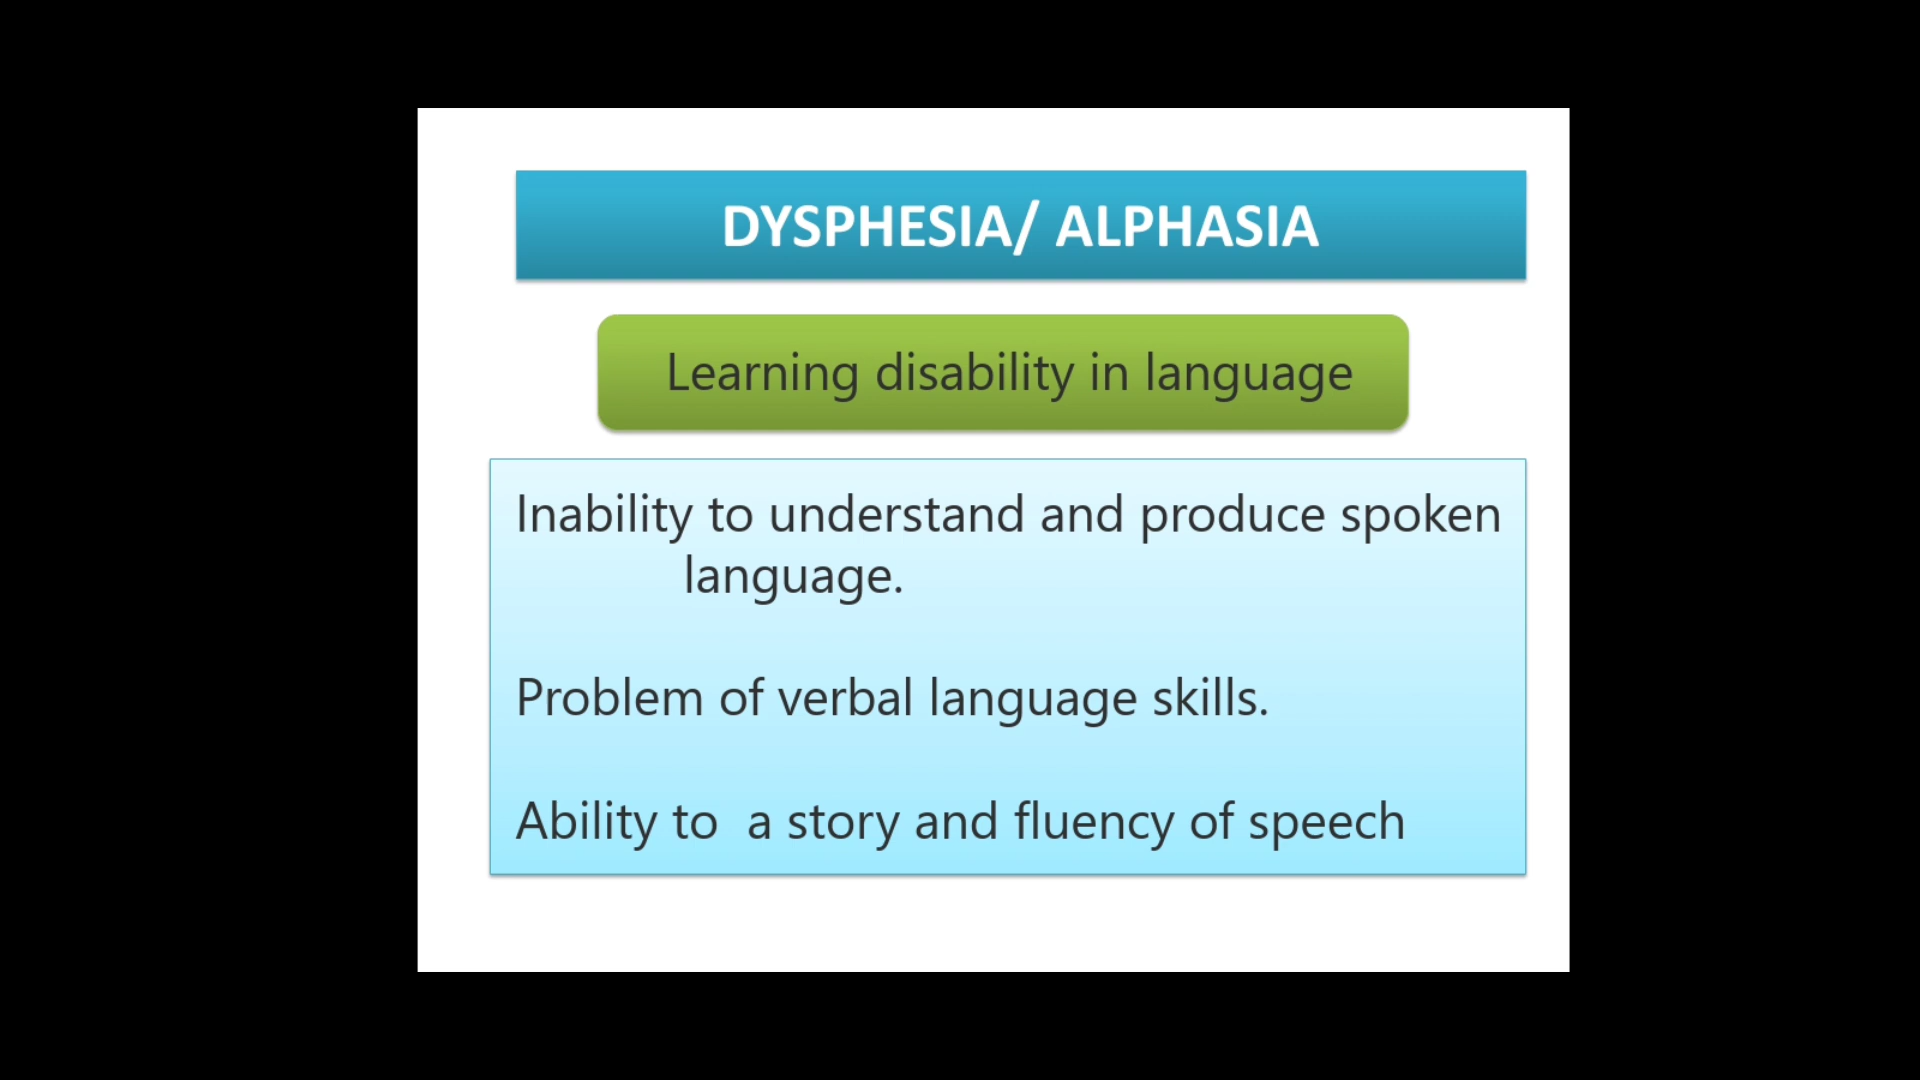 DYSPHESIA/ ALPHASIA
Learning disability in language
Inability to understand and produce spoken
language.
Problem of verbal language skills.
Ability to  a story and fluency of speech